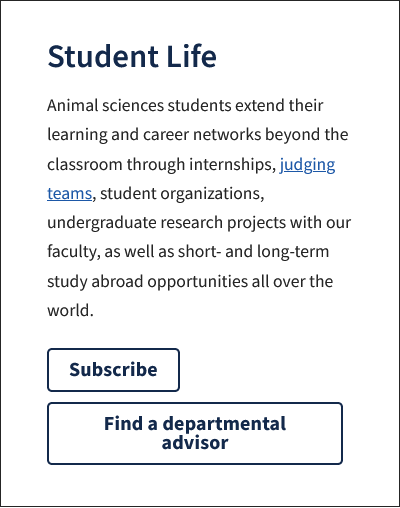 Student Life
Animal sciences students extend their
learning and career networks beyond the
classroom through internships, judging
teams, student organizations,
undergraduate research projects with our
faculty, as well as short- and long-term
study abroad opportunities all over the
world.
Subscribe
Find a departmental
advisor